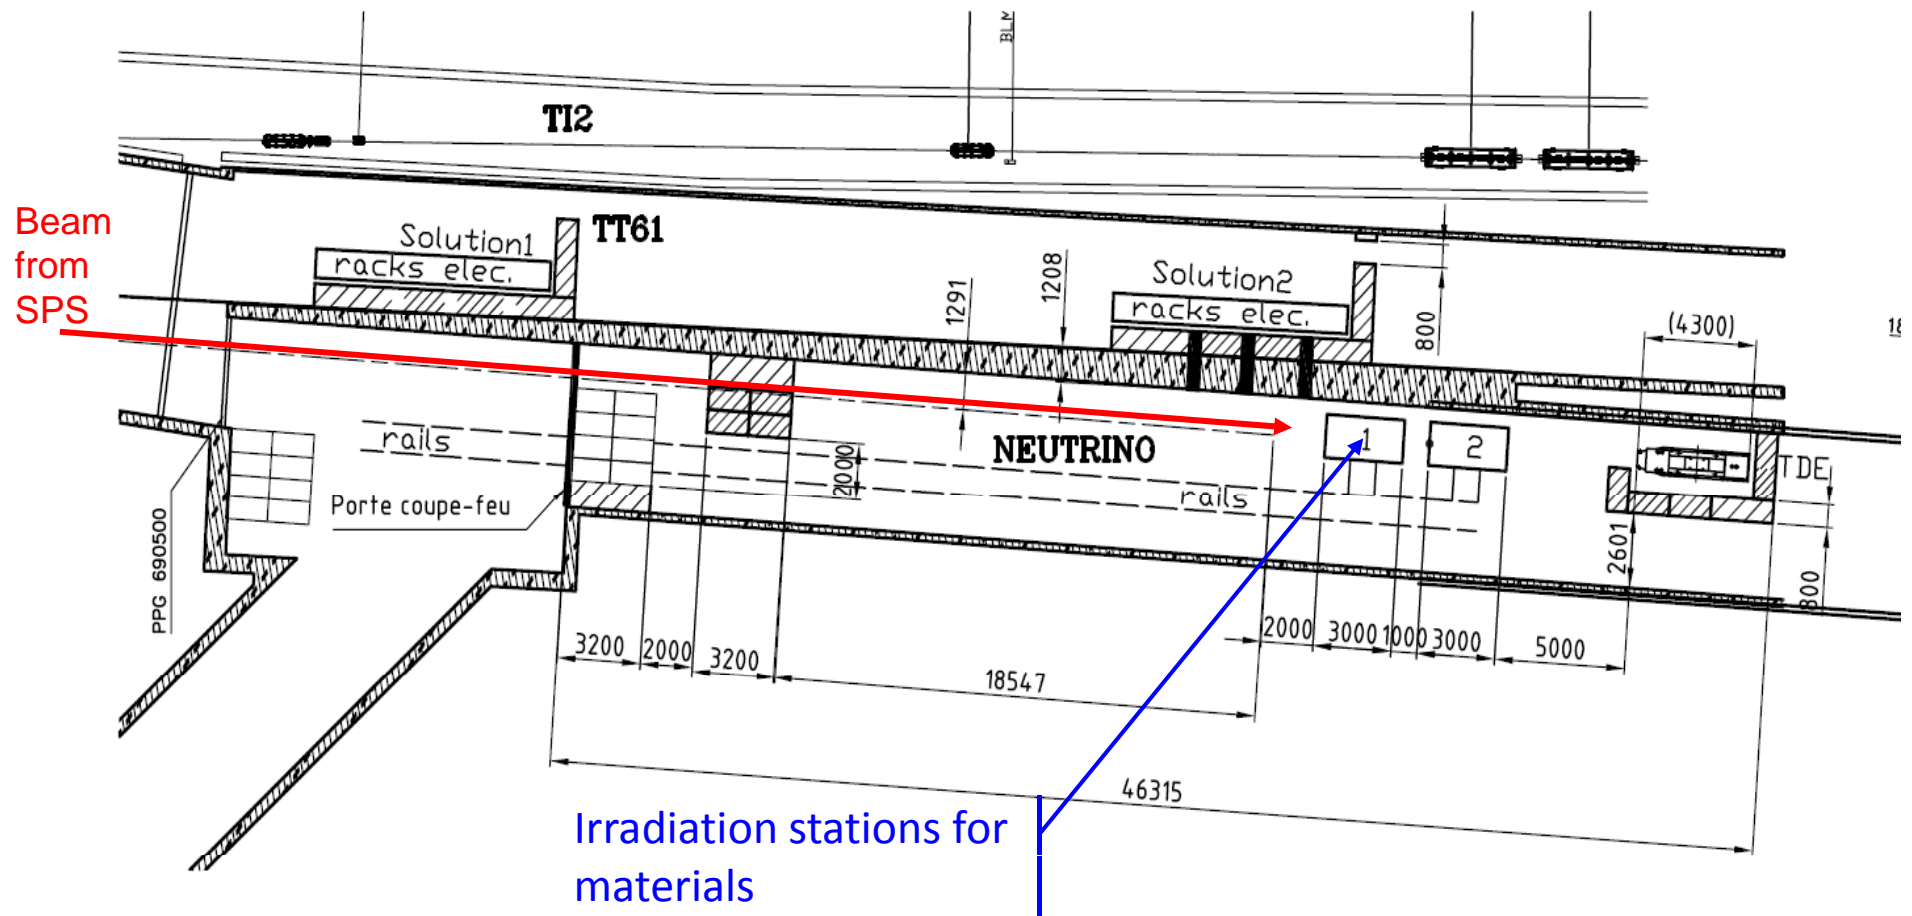 BLM
TI2
Beam
from
SPS
TT61
Solution1
racks elec.
1291
1208
Solution2
racks elec.
800
(4300)
18
rails
NEUTRINO
1
2
TDE
2000
rails
Porte coupe-feu
PPG 690500
2601
800
3200
2000
3200
18547
2000
3000
1000
3000
5000
46315
Irradiation stations for
materials